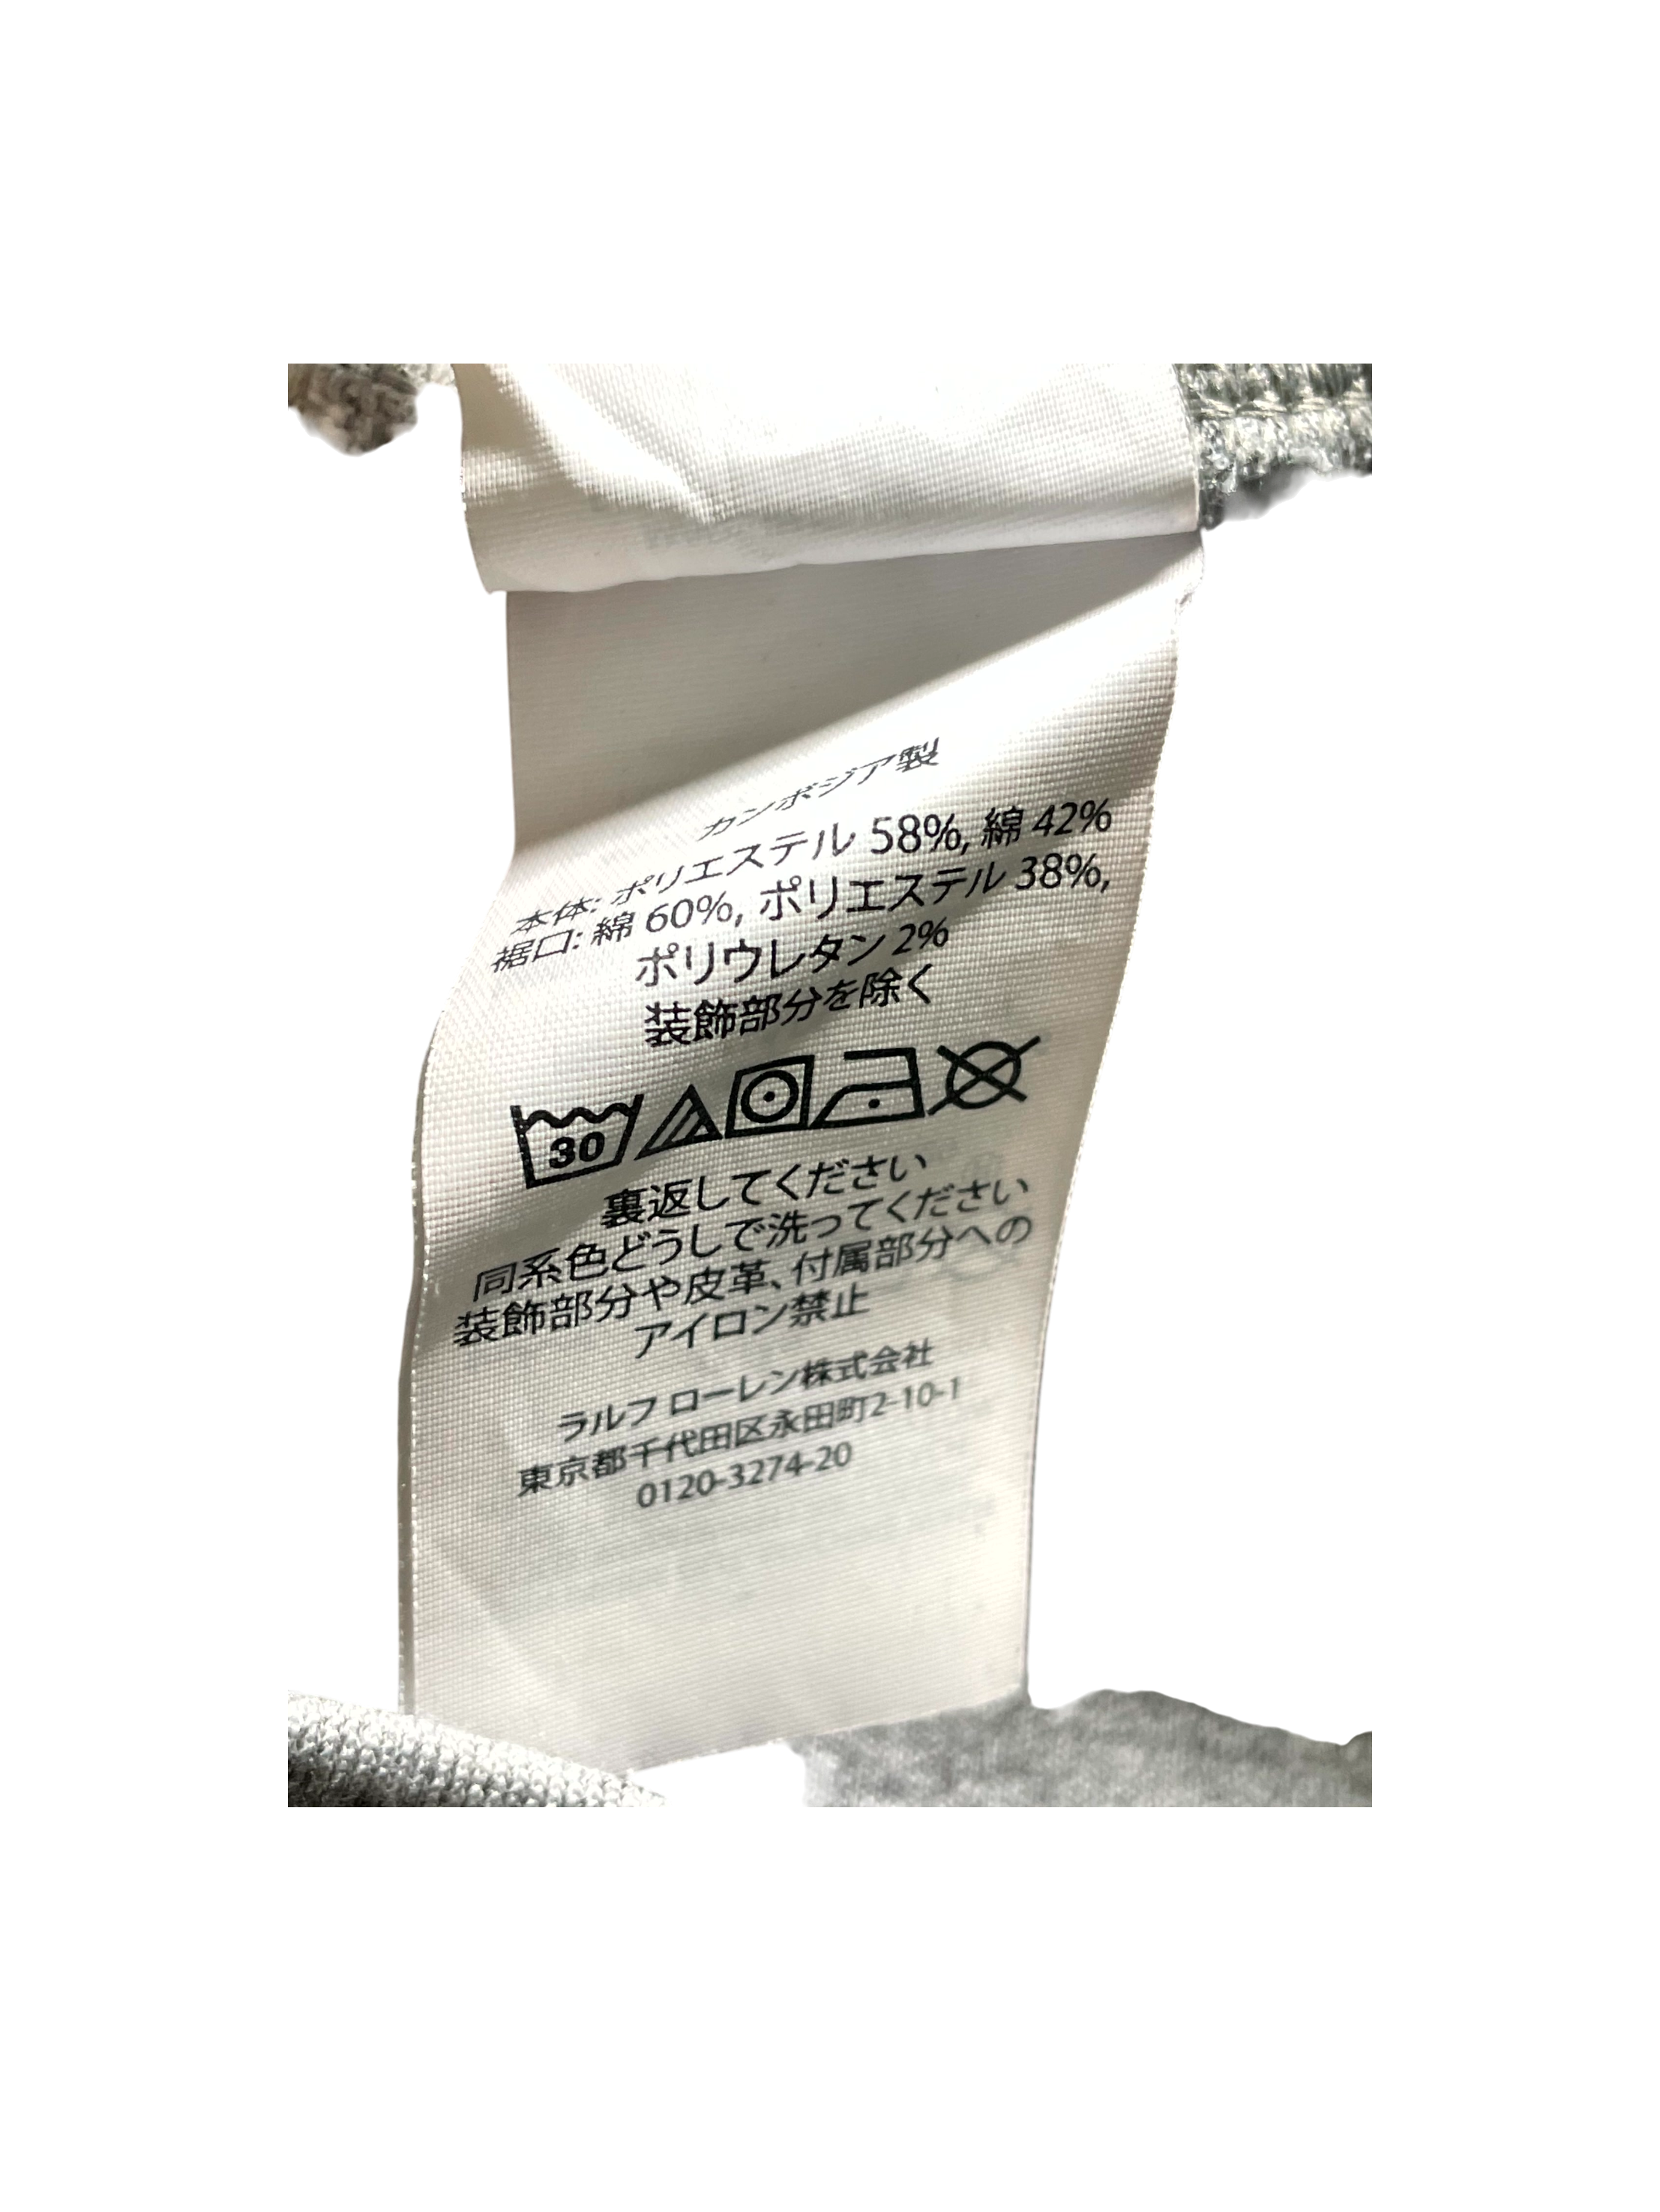 カンボジア製
本体: ポリエステル 58%, 綿 42%
裾口: 綿 60%, ポリエステル 38%,
ポリウレタン 2%
装飾部分を除く
30
裏返してください
同系色どうしで洗ってください
装飾部分や皮革、付属部分への
アイロン禁止
ラルフ ローレン株式会社
東京都千代田区永田町2-10-1
0120-3274-20